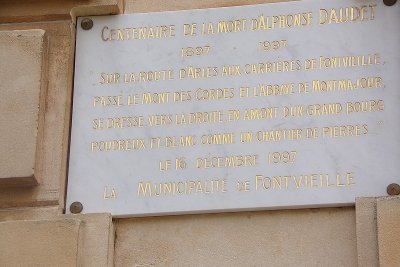 CENTENAIRE DE LA MORT D'ALPHONSE DAUDET
1897 1997
"SUR LA ROUTE D'ARLES AUX CARRIÈRES DE FONTVIEILLE,
PASSÉ LE MONT DES CORDES ET L'ABBAYE DE MONTMAJOUR,
SE DRESSE VERS LA DROITE EN AMONT D'UN GRAND BOURG
POUDREUX ET BLANC COMME UN CHANTIER DE PIERRES"
LE 16 DÉCEMBRE 1997
LA MUNICIPALITÉ DE FONTVIEILLE